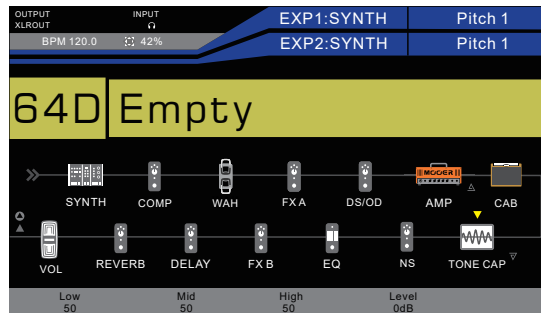 OUTPUT INPUT EXP1:SYNTH Pitch 1
XLROUT
BPM 120.0 42% EXP2:SYNTH Pitch 1
64D Empty
MOOER
SYNTH COMP WAH FX A DS/OD AMP CAB
VOL REVERB DELAY FX B EQ NS TONE CAP
Low Mid High Level
50 50 50 0dB